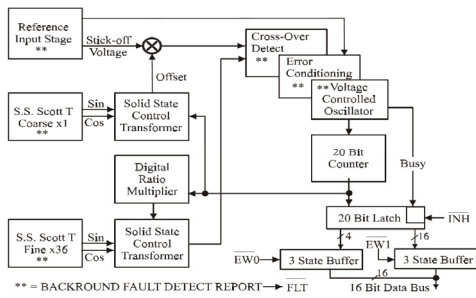 Reference
Input Stage
**
Stick-off
Voltage
Offset
Cross-Over
Detect
**
Error
Conditioning
**
**Voltage
Controlled
Oscillator
S.S. Scott T
Coarse x1
**
Sin
Cos
Solid State
Control
Transformer
20 Bit
Counter
Busy
Digital
Ratio
Multiplier
20 Bit Latch
INH
S.S. Scott T
Fine x36
**
Sin
Cos
Solid State
Control
Transformer
4
16
EW0
3 State Buffer
EW1
3 State Buffer
** = BACKROUND FAULT DETECT REPORT
FLT
16 Bit Data Bus
16